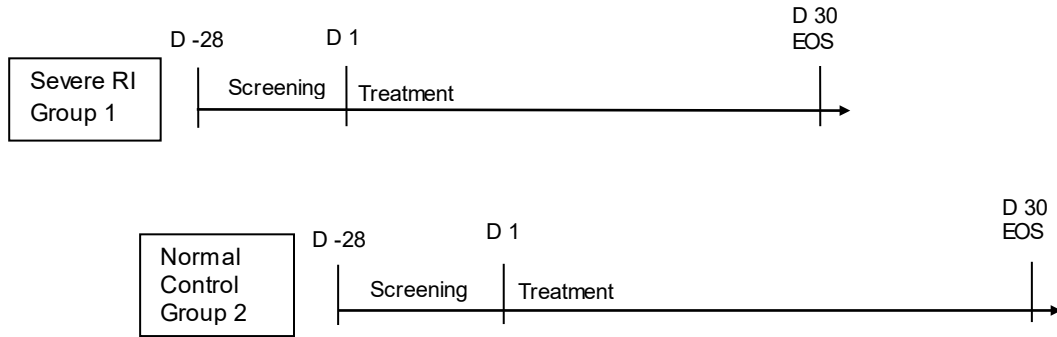 D 30
EOS
D -28
D 1
Severe RI
Group 1
Screening
Treatment
D 30
EOS
D -28
D 1
Normal
Control
Group 2
Screening
Treatment